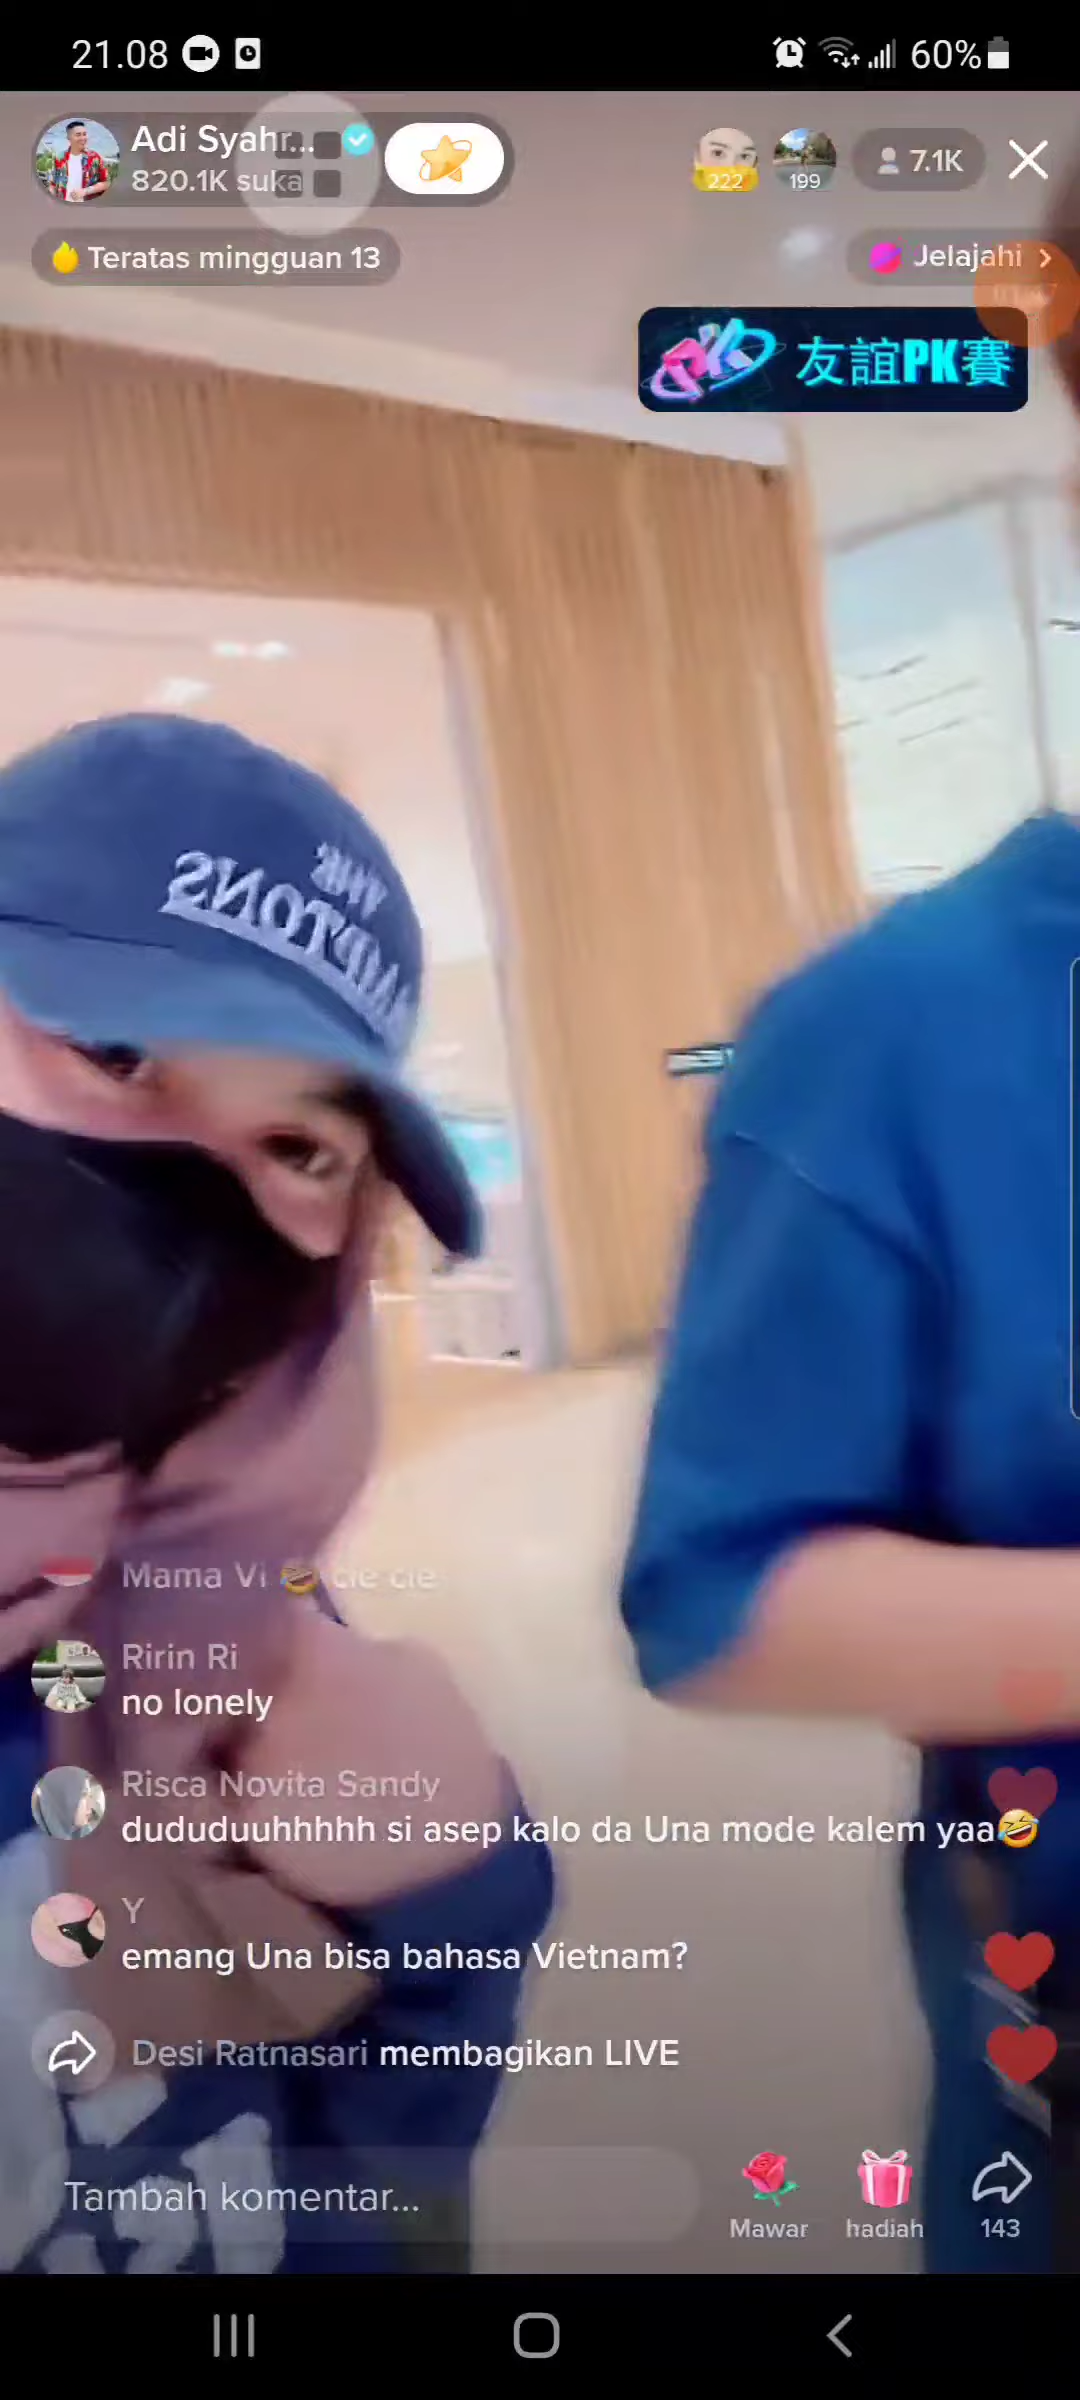 21.08
60%
Adi Syahr...
820.1K suka
222
199
7.1K
Teratas mingguan 13
Jelajahi >
PK 友誼PK賽
THE
Mama Vi 🤣 cie cie
Ririn Ri
no lonely
Risca Novita Sandy
dududuuhhhhh si asep kalo da Una mode kalem yaa🤣
Y
emang Una bisa bahasa Vietnam?
Desi Ratnasari membagikan LIVE
Tambah komentar...
Mawar
hadiah
143